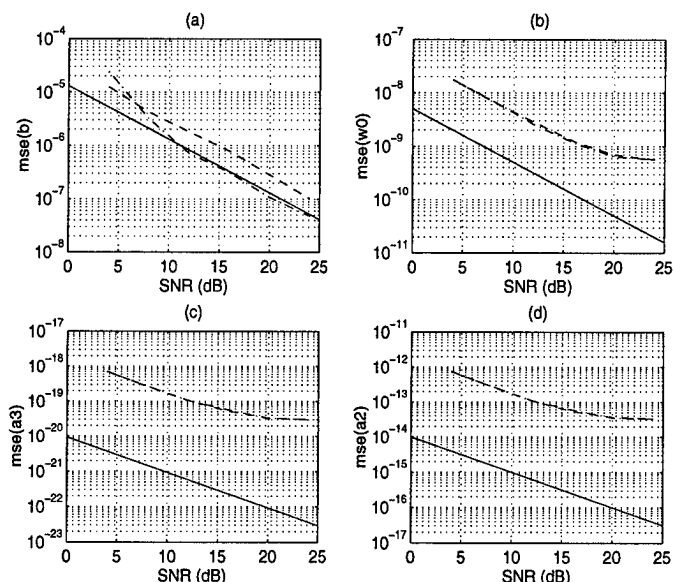 (a)
10^-4
10^-5
10^-6
10^-7
10^-8
mse(b)
0 5 10 15 20 25
SNR (dB)
(b)
10^-7
10^-8
10^-9
10^-10
10^-11
mse(w0)
0 5 10 15 20 25
SNR (dB)
(c)
10^-17
10^-18
10^-19
10^-20
10^-21
10^-22
10^-23
mse(a3)
0 5 10 15 20 25
SNR (dB)
(d)
10^-11
10^-12
10^-13
10^-14
10^-15
10^-16
10^-17
mse(a2)
0 5 10 15 20 25
SNR (dB)